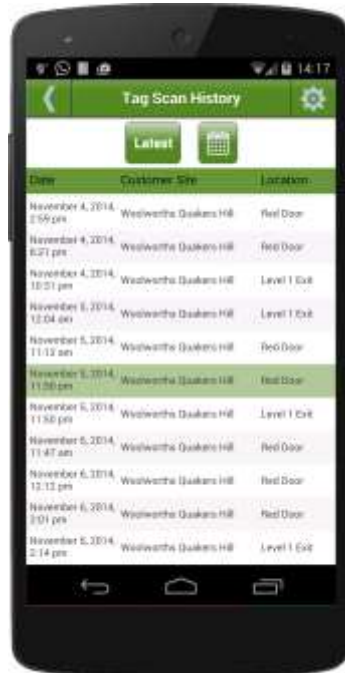 14:17
Tag Scan History
Latest
Date Customer Site Location
November 4, 2014, Woolworths Quakers Hill Red Door
2:59 pm
November 4, 2014, Woolworths Quakers Hill Red Door
6:21 pm
November 4, 2014, Woolworths Quakers Hill Level 1 Exit
10:51 pm
November 5, 2014, Woolworths Quakers Hill Level 1 Exit
12:04 am
November 5, 2014, Woolworths Quakers Hill Red Door
11:12 am
November 5, 2014, Woolworths Quakers Hill Red Door
11:50 pm
November 5, 2014, Woolworths Quakers Hill Level 1 Exit
11:50 pm
November 6, 2014, Woolworths Quakers Hill Red Door
11:47 am
November 6, 2014, Woolworths Quakers Hill Red Door
12:12 pm
November 6, 2014, Woolworths Quakers Hill Red Door
2:01 pm
November 6, 2014, Woolworths Quakers Hill Level 1 Exit
2:14 pm